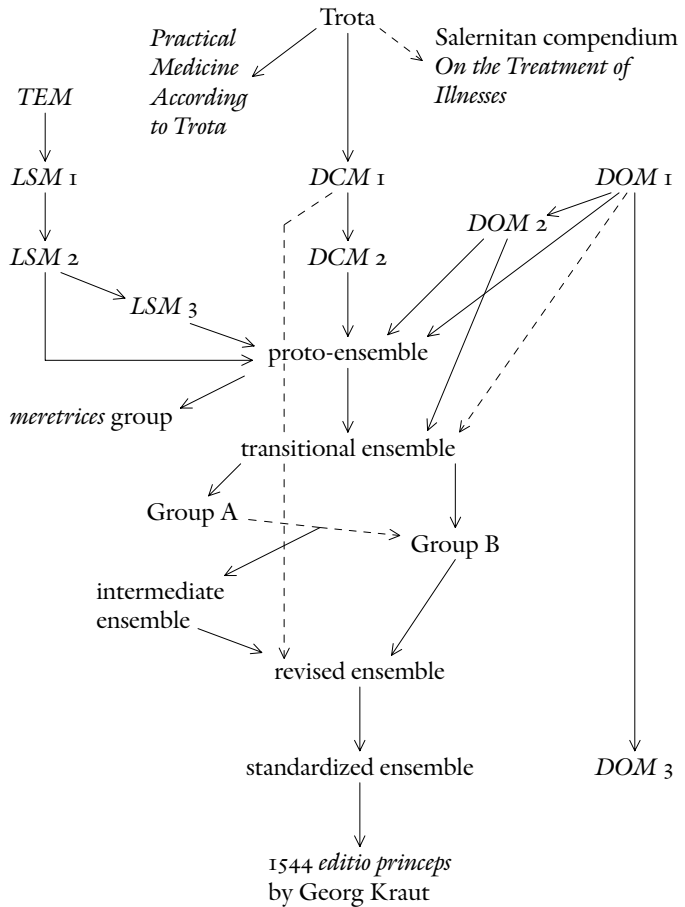 Trota
Practical
Medicine
According
to Trota
Salernitan compendium
On the Treatment of
Illnesses
TEM
LSM 1
DCM 1
DOM 1
DOM 2
LSM 2
DCM 2
LSM 3
proto-ensemble
meretrices group
transitional ensemble
Group A
Group B
intermediate
ensemble
revised ensemble
standardized ensemble
DOM 3
1544 editio princeps
by Georg Kraut